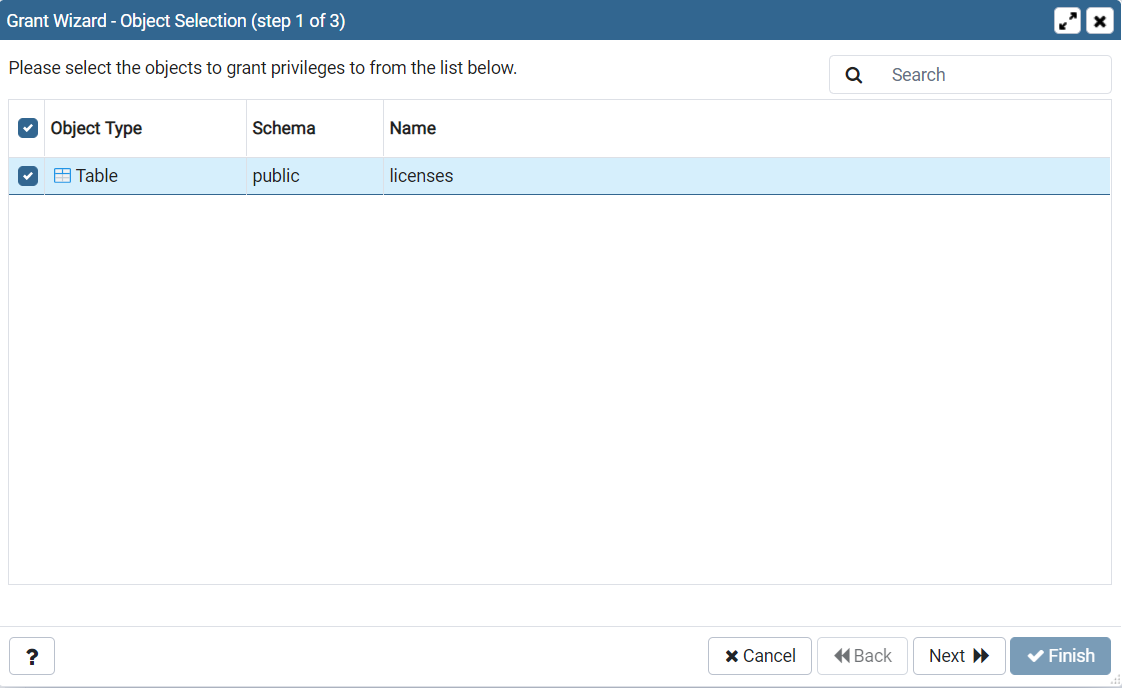 Grant Wizard - Object Selection (step 1 of 3)
Please select the objects to grant privileges to from the list below.
Search
Object Type Schema Name
Table public licenses
? Cancel Back Next Finish